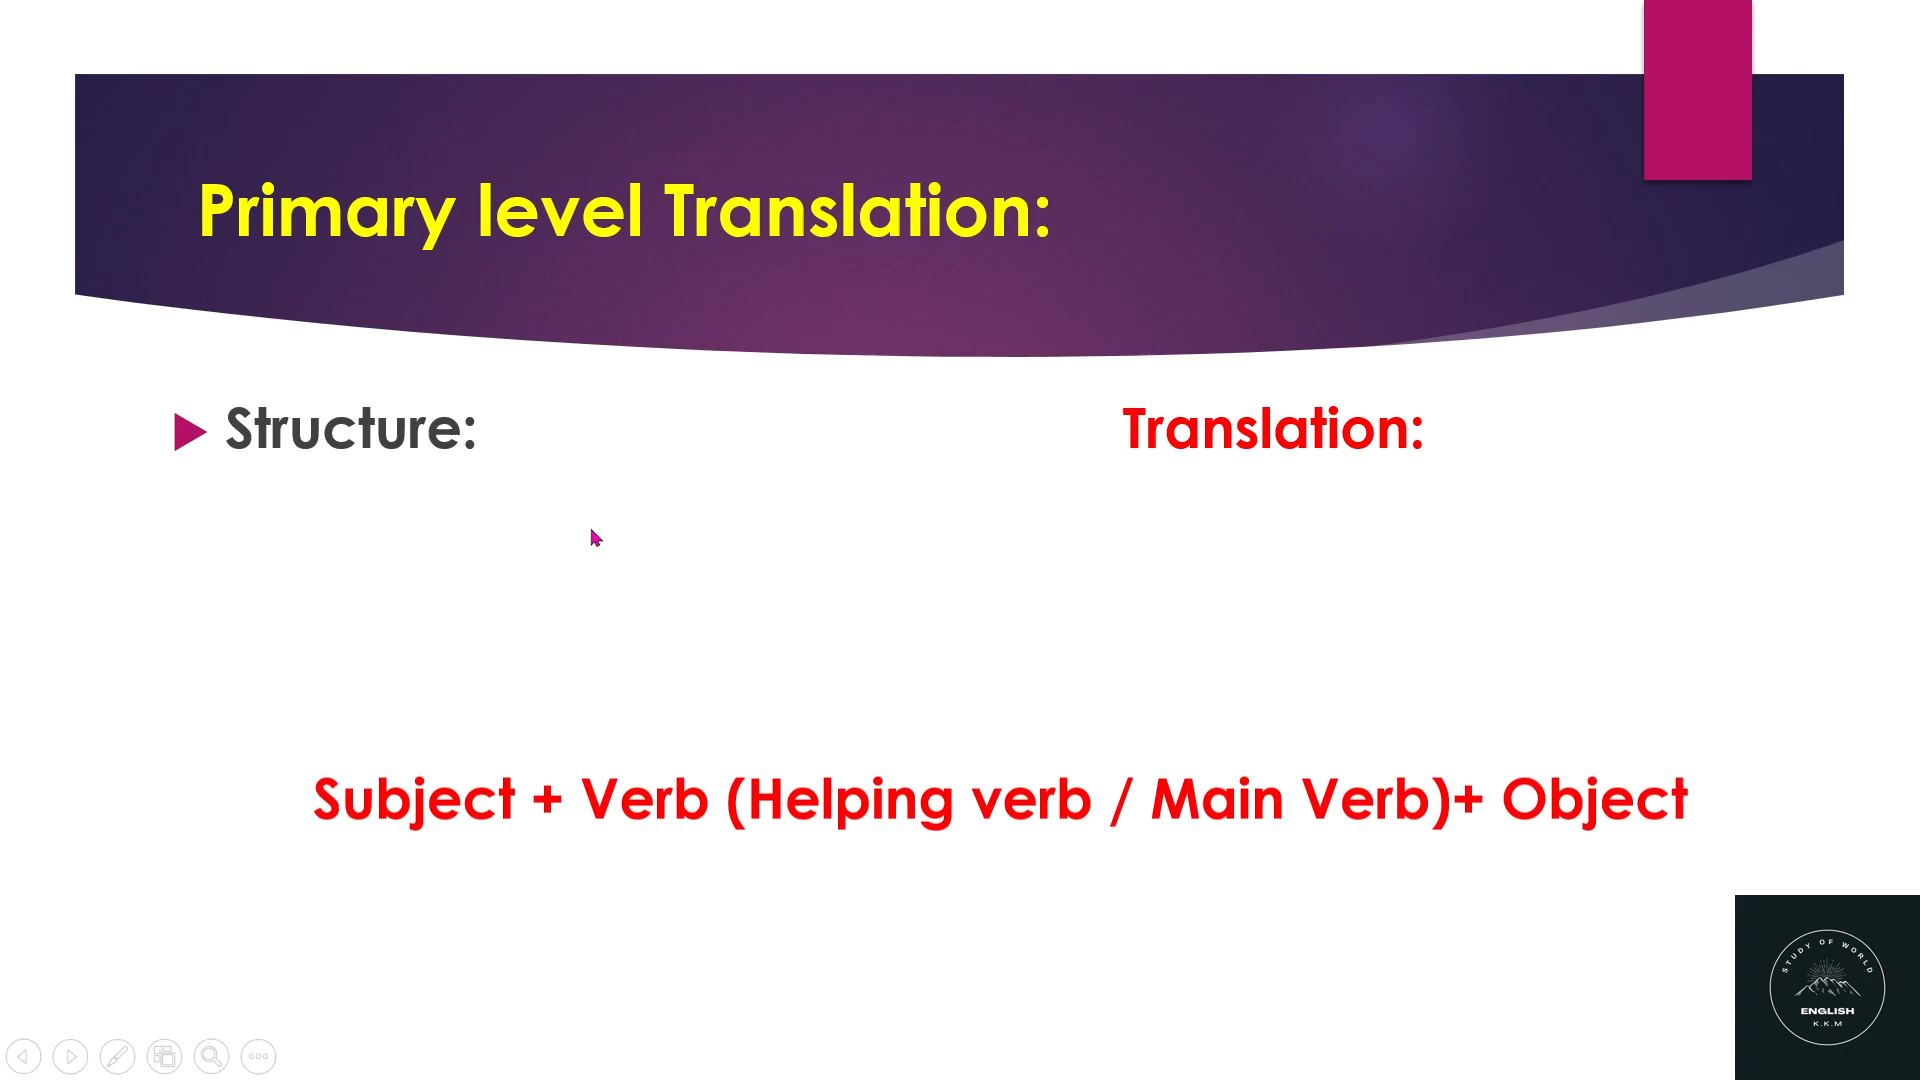 Primary level Translation:
Structure: Translation:
Subject + Verb (Helping verb / Main Verb)+ Object
STUDY OF WORLD
ENGLISH
K.K.M